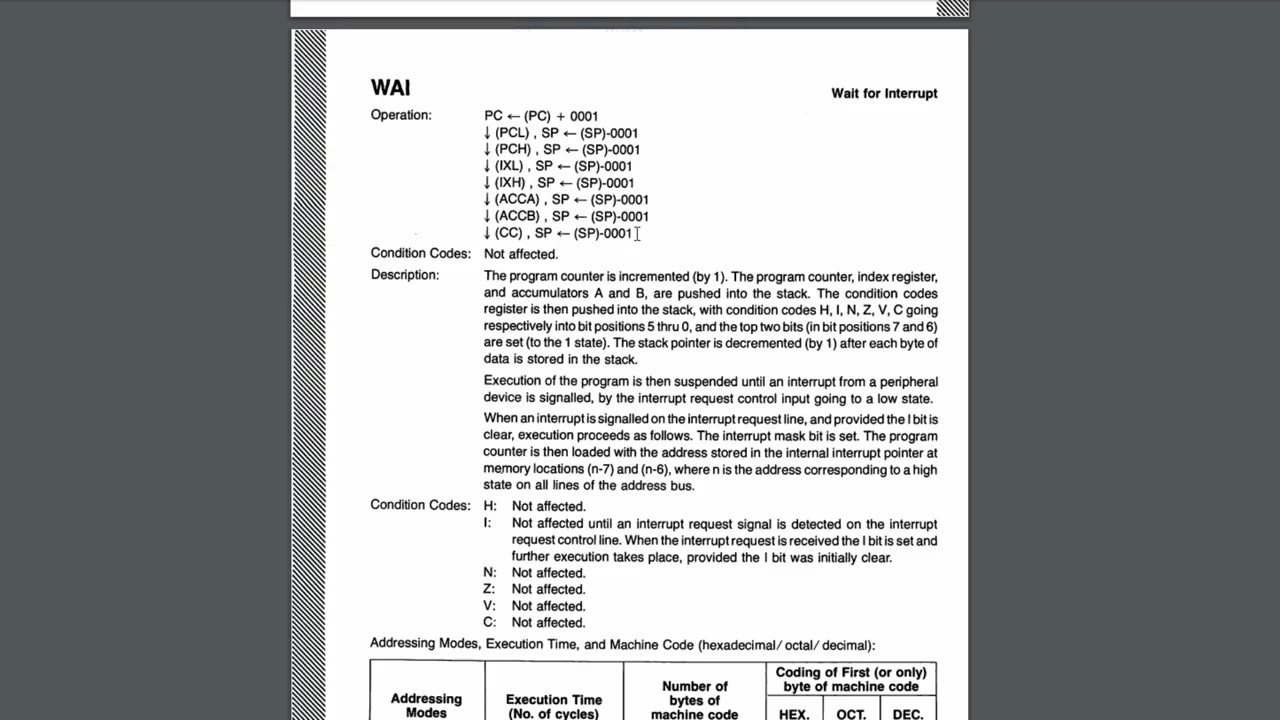 WAI
Wait for Interrupt
Operation: PC ← (PC) + 0001
↓ (PCL) , SP ← (SP)-0001
↓ (PCH) , SP ← (SP)-0001
↓ (IXL) , SP ← (SP)-0001
↓ (IXH) , SP ← (SP)-0001
↓ (ACCA) , SP ← (SP)-0001
↓ (ACCB) , SP ← (SP)-0001
↓ (CC) , SP ← (SP)-0001
Condition Codes: Not affected.
Description: The program counter is incremented (by 1). The program counter, index register,
and accumulators A and B, are pushed into the stack. The condition codes
register is then pushed into the stack, with condition codes H, I, N, Z, V, C going
respectively into bit positions 5 thru 0, and the top two bits (in bit positions 7 and 6)
are set (to the 1 state). The stack pointer is decremented (by 1) after each byte of
data is stored in the stack.
Execution of the program is then suspended until an interrupt from a peripheral
device is signalled, by the interrupt request control input going to a low state.
When an interrupt is signalled on the interrupt request line, and provided the I bit is
clear, execution proceeds as follows. The interrupt mask bit is set. The program
counter is then loaded with the address stored in the internal interrupt pointer at
memory locations (n-7) and (n-6), where n is the address corresponding to a high
state on all lines of the address bus.
Condition Codes: H: Not affected.
I: Not affected until an interrupt request signal is detected on the interrupt
request control line. When the interrupt request is received the I bit is set and
further execution takes place, provided the I bit was initially clear.
N: Not affected.
Z: Not affected.
V: Not affected.
C: Not affected.
Addressing Modes, Execution Time, and Machine Code (hexadecimal/ octal/ decimal):
Addressing
Modes
Execution Time
(No. of cycles)
Number of
bytes of
machine code
Coding of First (or only)
byte of machine code
HEX. OCT. DEC.